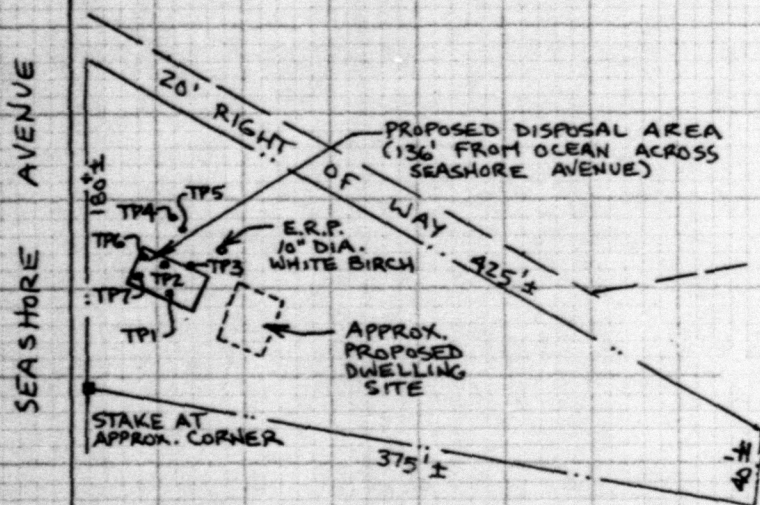 SEASHORE AVENUE
20' RIGHT OF WAY
PROPOSED DISPOSAL AREA
(136' FROM OCEAN ACROSS
SEASHORE AVENUE)
180'±
TP5
TP4
TP6
E.R.P.
10" DIA.
WHITE BIRCH
TP3
TP2
TP7
TP1
425'±
APPROX.
PROPOSED
DWELLING
SITE
STAKE AT
APPROX. CORNER
375'±
40'±